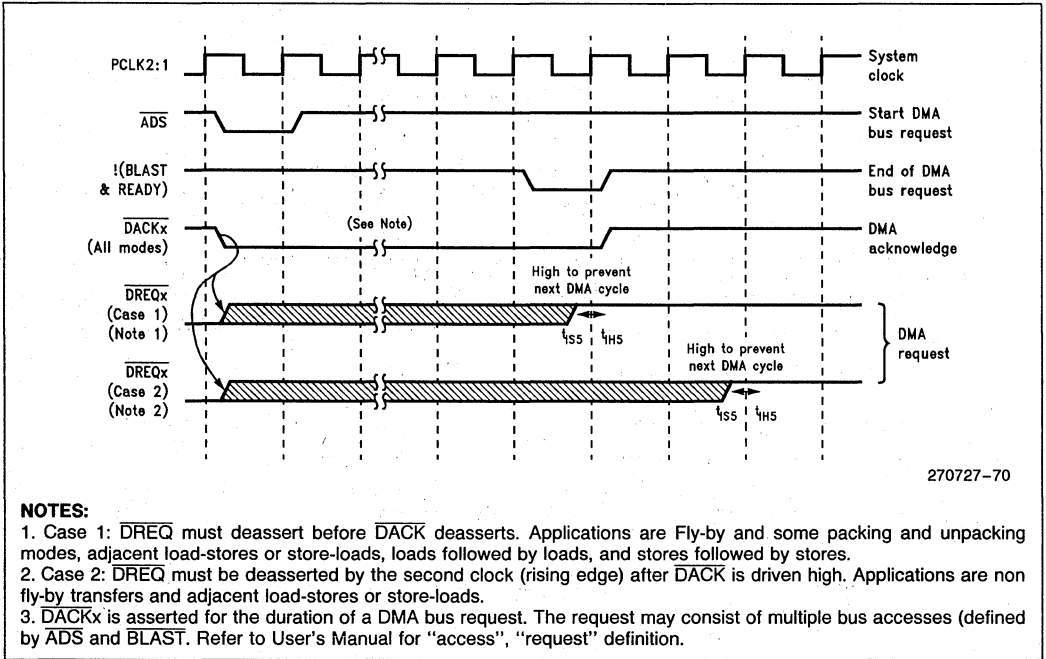 PCLK2:1
System
clock
ADS
Start DMA
bus request
!(BLAST
& READY)
End of DMA
bus request
DACKx
(All modes)
(See Note)
DMA
acknowledge
High to prevent
next DMA cycle
DREQx
(Case 1)
(Note 1)
tIS5 tIH5
DMA
request
High to prevent
next DMA cycle
DREQx
(Case 2)
(Note 2)
tIS5 tIH5
270727–70
NOTES:
1. Case 1: DREQ must deassert before DACK deasserts. Applications are Fly-by and some packing and unpacking
modes, adjacent load-stores or store-loads, loads followed by loads, and stores followed by stores.
2. Case 2: DREQ must be deasserted by the second clock (rising edge) after DACK is driven high. Applications are non
fly-by transfers and adjacent load-stores or store-loads.
3. DACKx is asserted for the duration of a DMA bus request. The request may consist of multiple bus accesses (defined
by ADS and BLAST. Refer to User's Manual for "access", "request" definition.